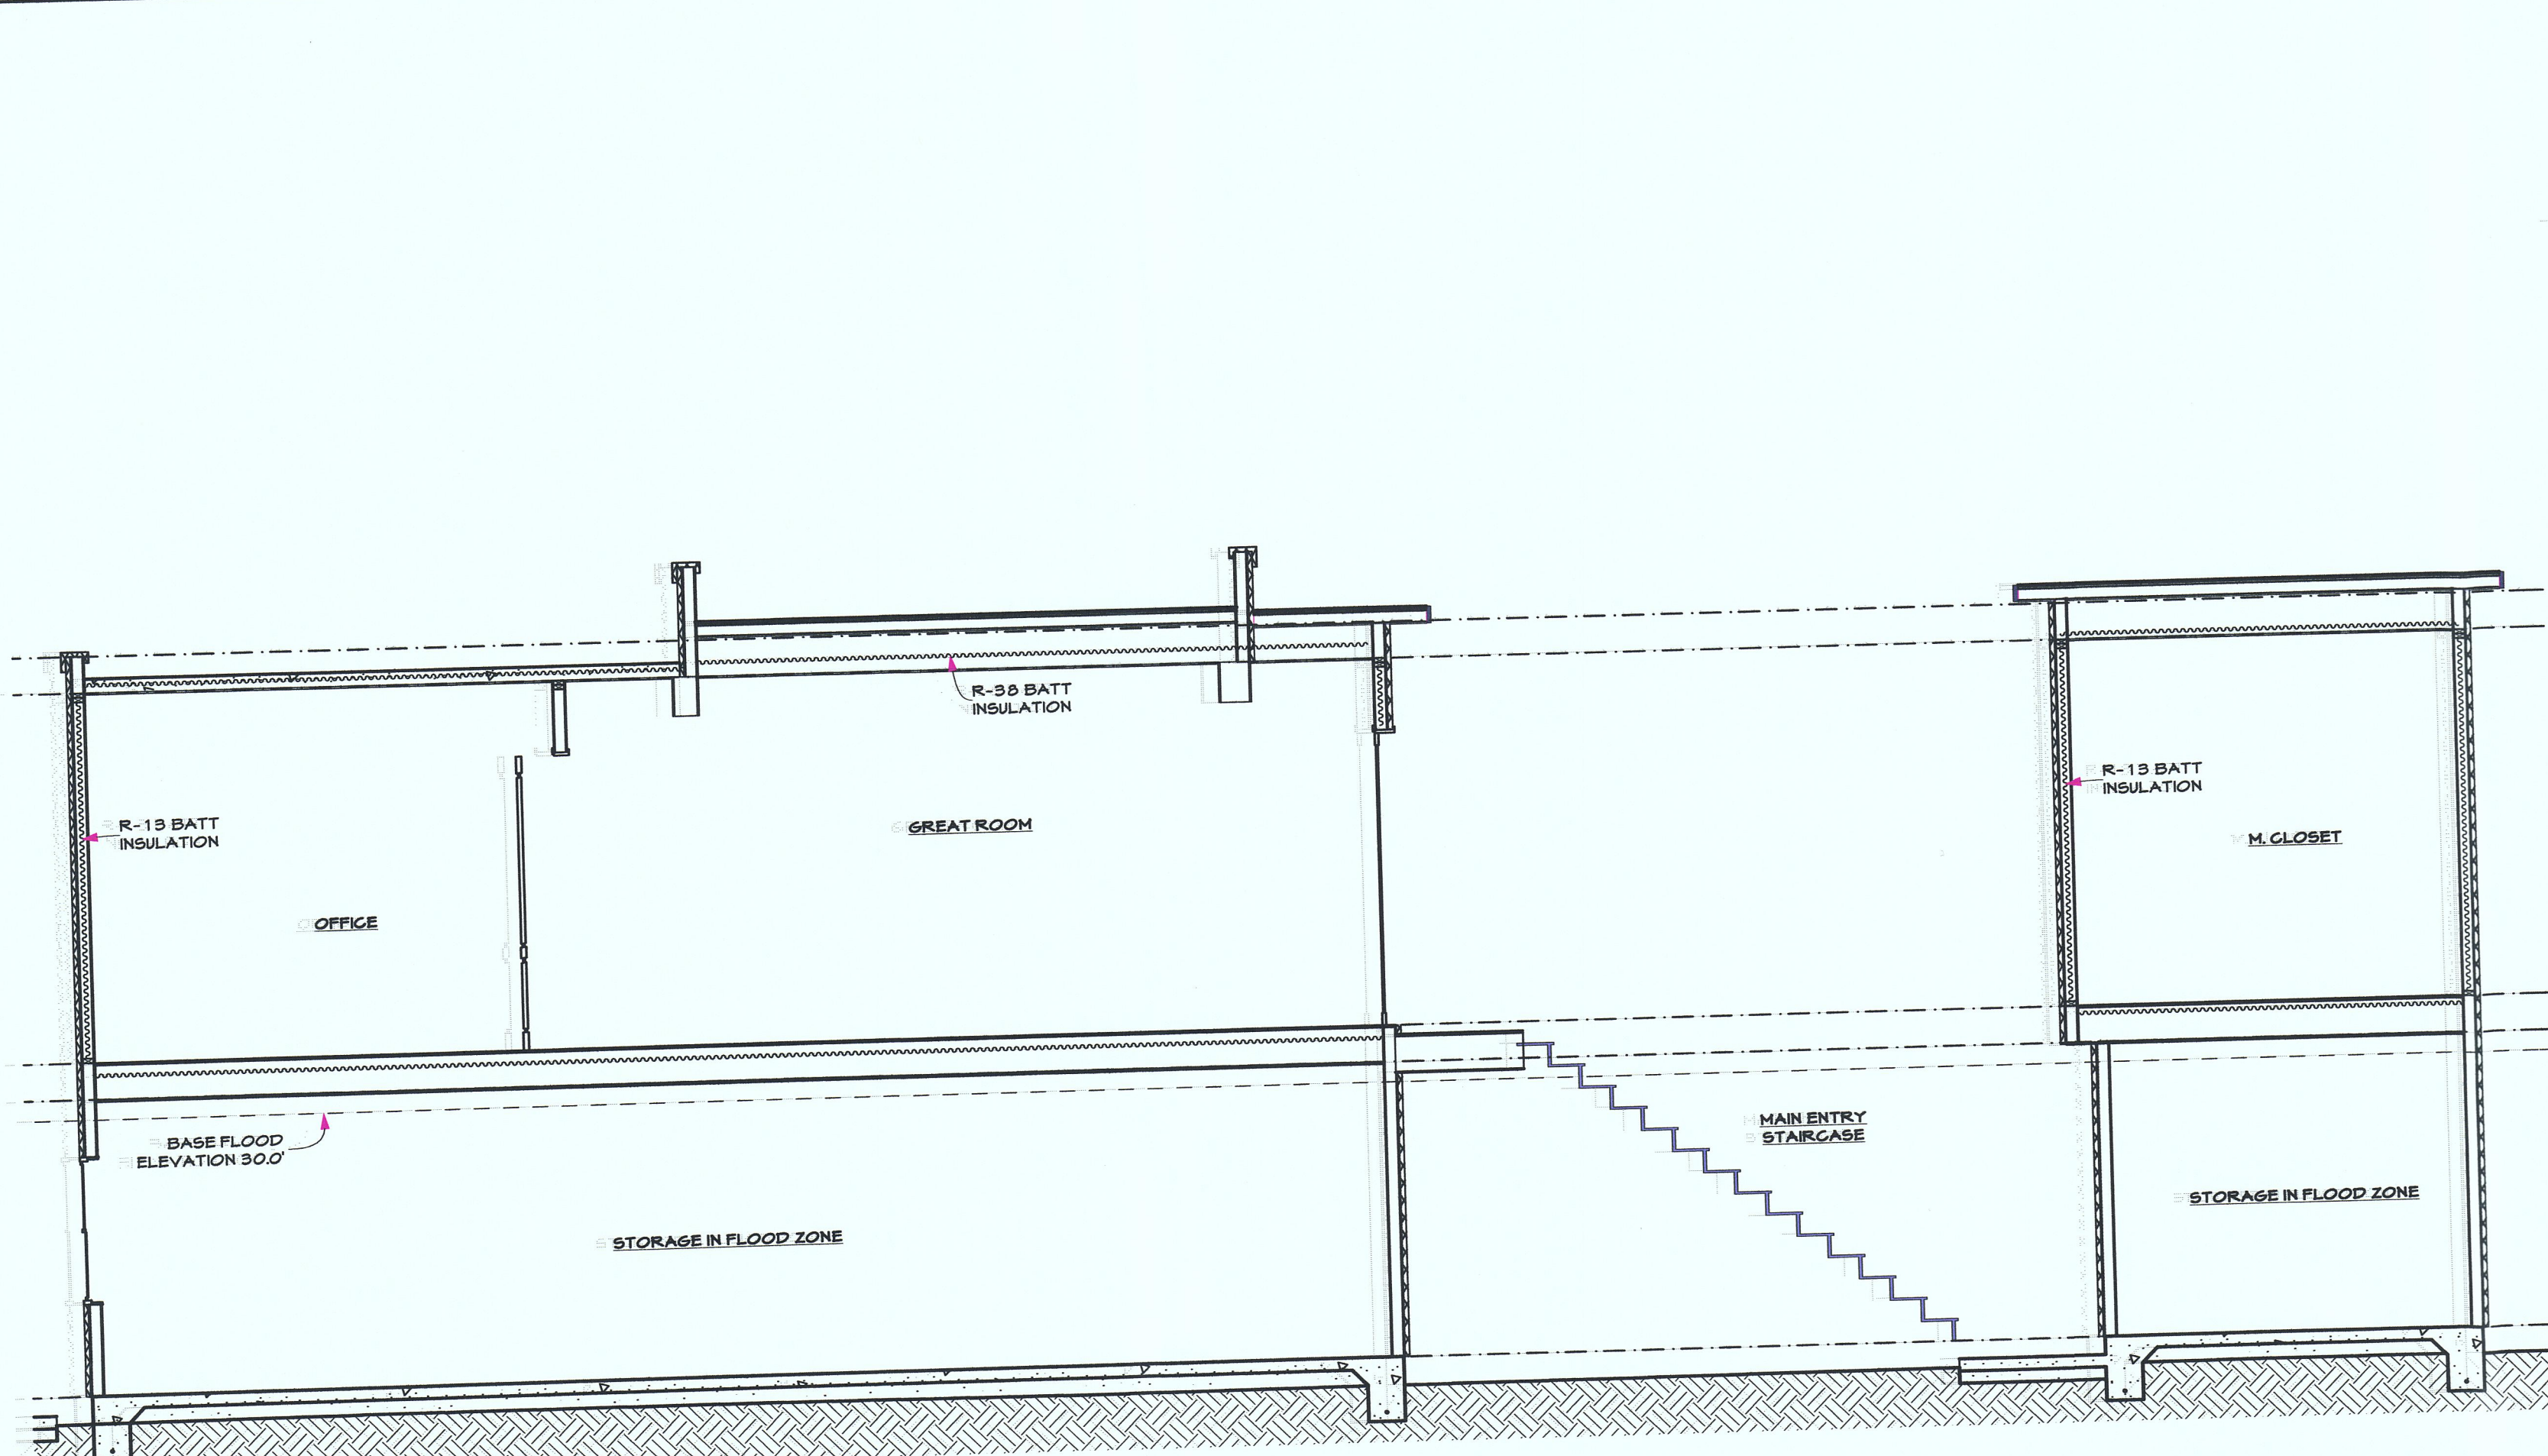 R-38 BATT
INSULATION
R-13 BATT
INSULATION
R-13 BATT
INSULATION
GREAT ROOM
M. CLOSET
OFFICE
BASE FLOOD
ELEVATION 30.0'
MAIN ENTRY
STAIRCASE
STORAGE IN FLOOD ZONE
STORAGE IN FLOOD ZONE